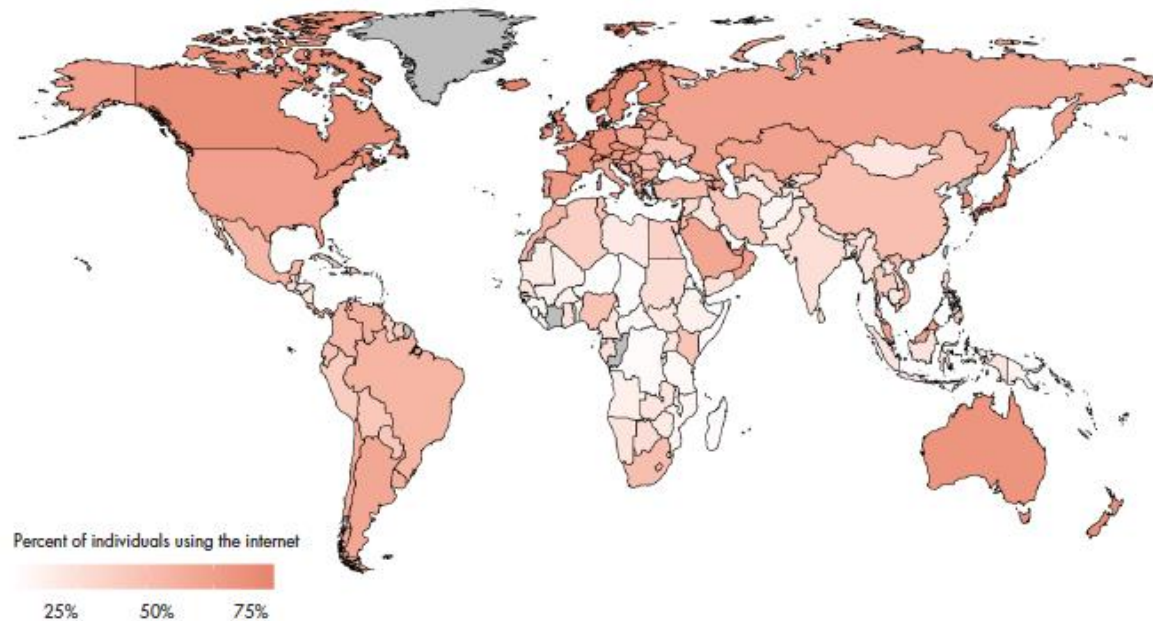 Percent of individuals using the internet
25% 50% 75%